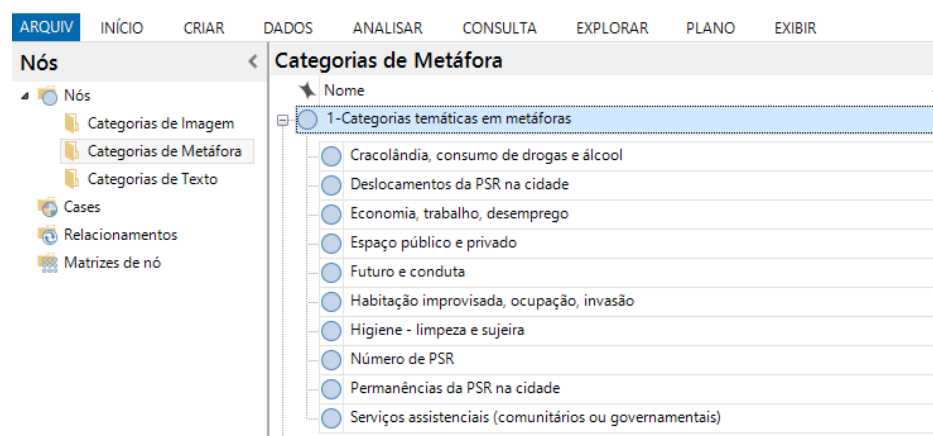 ARQUIV INÍCIO CRIAR DADOS ANALISAR CONSULTA EXPLORAR PLANO EXIBIR
Nós
Nós
Categorias de Imagem
Categorias de Metáfora
Categorias de Texto
Cases
Relacionamentos
Matrizes de nó
Categorias de Metáfora
Nome
1-Categorias temáticas em metáforas
Cracolândia, consumo de drogas e álcool
Deslocamentos da PSR na cidade
Economia, trabalho, desemprego
Espaço público e privado
Futuro e conduta
Habitação improvisada, ocupação, invasão
Higiene - limpeza e sujeira
Número de PSR
Permanências da PSR na cidade
Serviços assistenciais (comunitários ou governamentais)